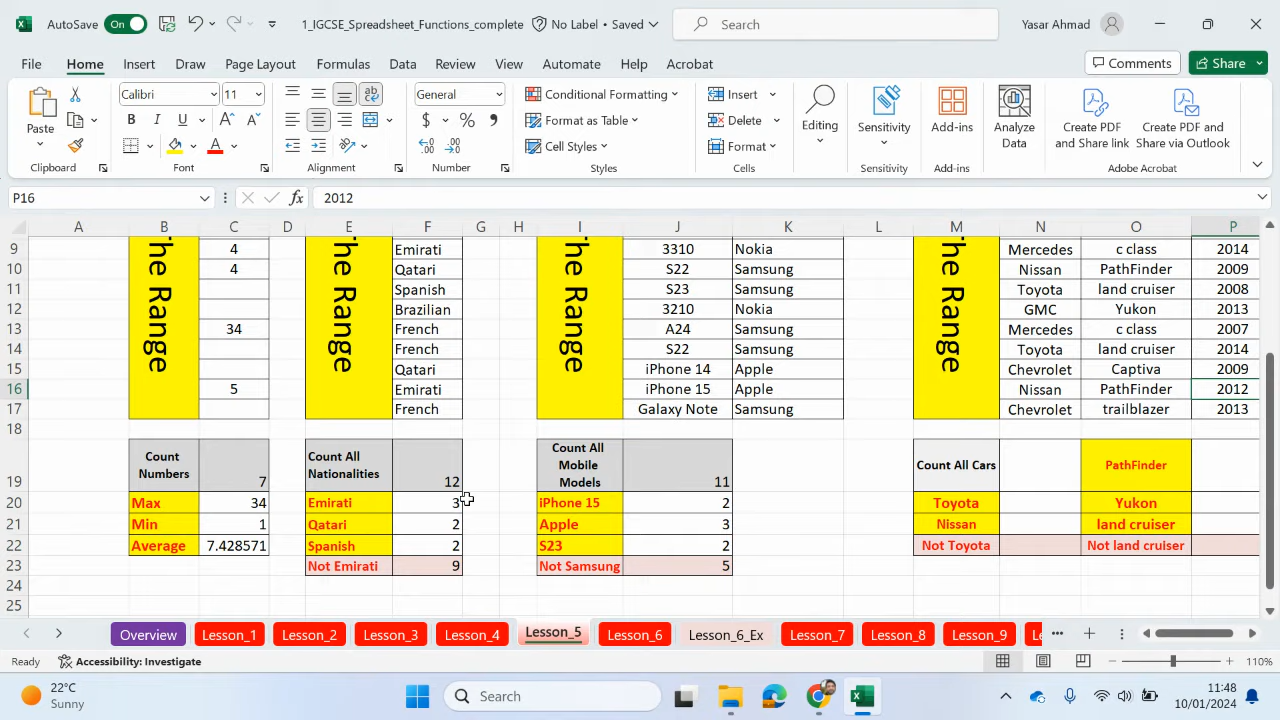 AutoSave On 1_IGCSE_Spreadsheet_Functions_complete No Label • Saved Search Yasar Ahmad
File Home Insert Draw Page Layout Formulas Data Review View Automate Help Acrobat Comments Share
Calibri 11 General Conditional Formatting Insert
Paste B I U $ % Format as Table Delete Editing Sensitivity Add-ins Analyze Data Create PDF and Share link Create PDF and Share via Outlook
Cell Styles Format
Clipboard Font Alignment Number Styles Cells Sensitivity Add-ins Adobe Acrobat
P16 fx 2012
A B C D E F G H I J K L M N O P
9 4 Emirati 3310 Nokia Mercedes c class 2014
10 4 Qatari S22 Samsung Nissan PathFinder 2009
11 Spanish S23 Samsung Toyota land cruiser 2008
12 Brazilian 3210 Nokia GMC Yukon 2013
13 34 French A24 Samsung Mercedes c class 2007
14 French S22 Samsung Toyota land cruiser 2014
15 Qatari iPhone 14 Apple Chevrolet Captiva 2009
16 5 Emirati iPhone 15 Apple Nissan PathFinder 2012
17 French Galaxy Note Samsung Chevrolet trailblazer 2013
he Range he Range he Range he Range
18
19 Count Numbers 7 Count All Nationalities 12 Count All Mobile Models 11 Count All Cars PathFinder
20 Max 34 Emirati 3 iPhone 15 2 Toyota Yukon
21 Min 1 Qatari 2 Apple 3 Nissan land cruiser
22 Average 7.428571 Spanish 2 S23 2 Not Toyota Not land cruiser
23 Not Emirati 9 Not Samsung 5
24
25
Overview Lesson_1 Lesson_2 Lesson_3 Lesson_4 Lesson_5 Lesson_6 Lesson_6_Ex Lesson_7 Lesson_8 Lesson_9 Le
Ready Accessibility: Investigate 110%
22°C
Sunny
Search
11:48
10/01/2024